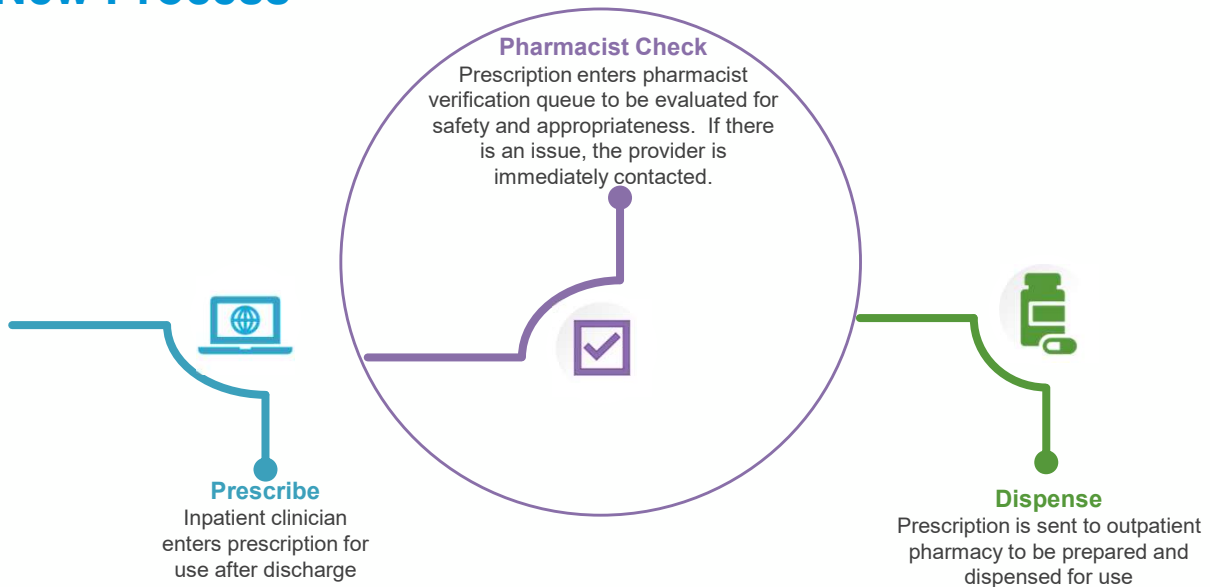 New Process
Pharmacist Check
Prescription enters pharmacist
verification queue to be evaluated for
safety and appropriateness.  If there
is an issue, the provider is
immediately contacted.
Prescribe
Inpatient clinician
enters prescription for
use after discharge
Dispense
Prescription is sent to outpatient
pharmacy to be prepared and
dispensed for use